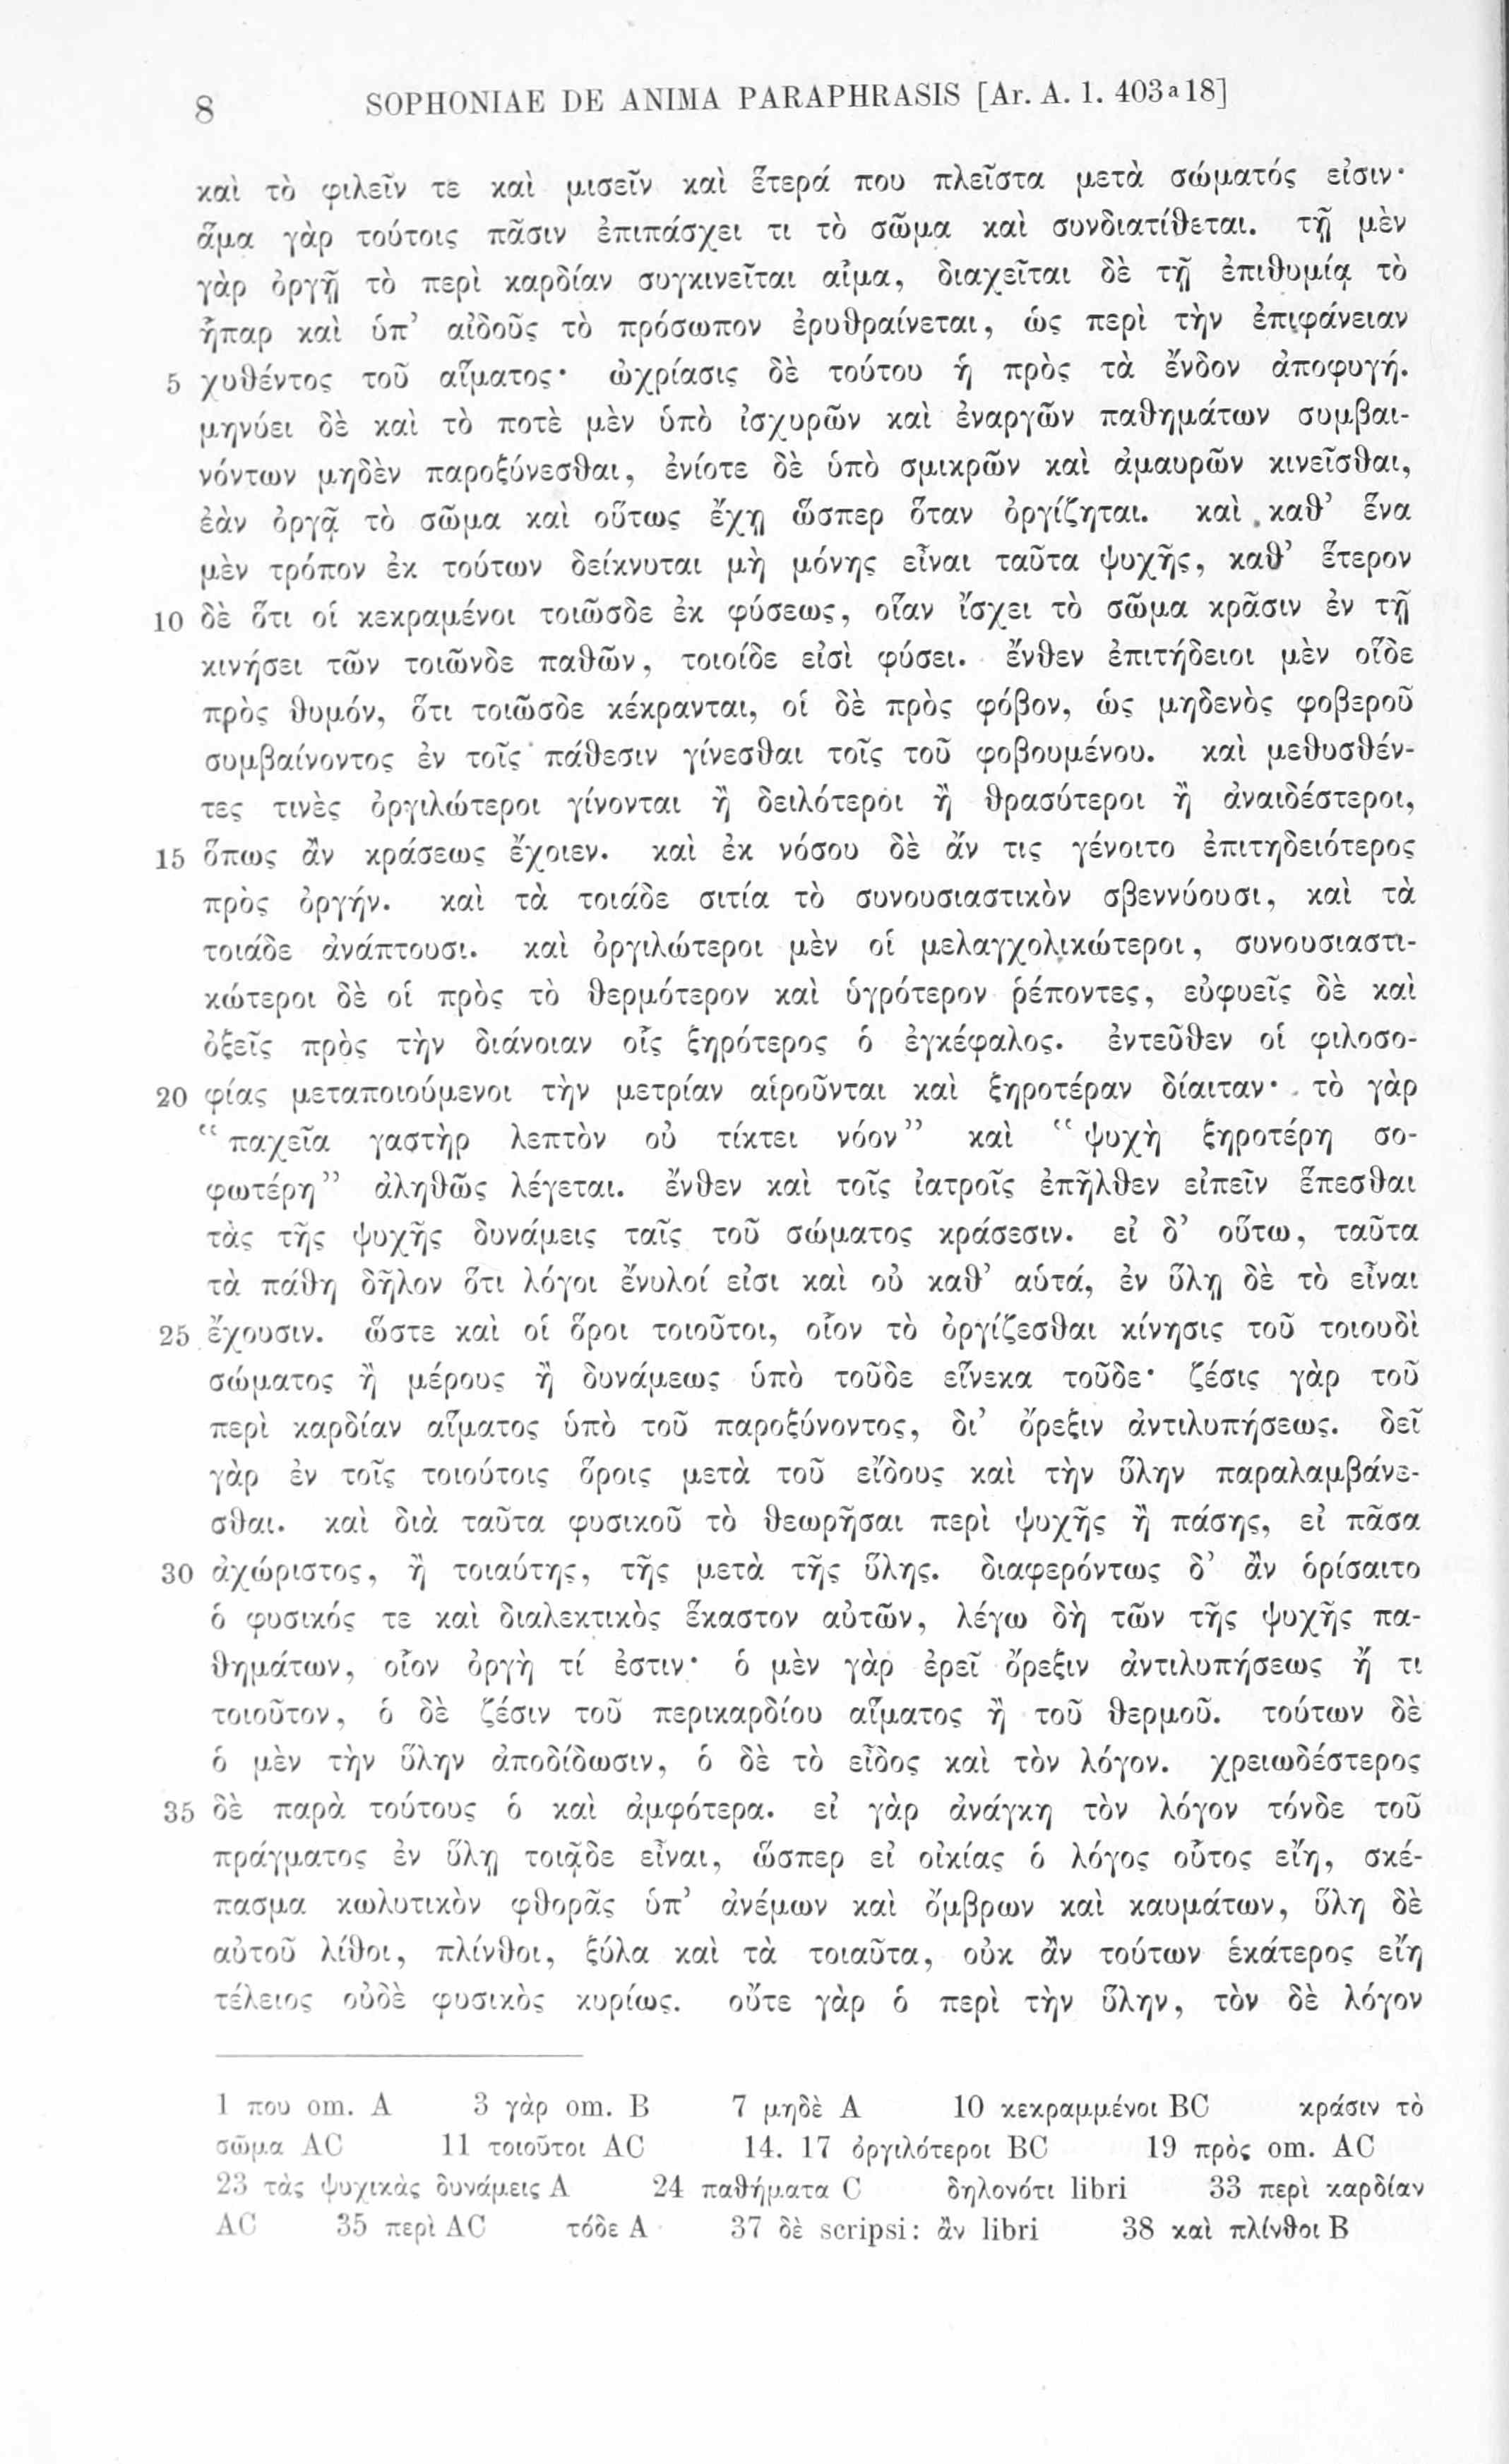 8 SOPHONIAE DE ANIMA PARAPHRASIS [Ar. A. 1. 403a18]
καὶ τὸ φιλεῖν τε καὶ μισεῖν καὶ ἕτερά που πλεῖστα μετὰ σώματός εἰσιν·
ἅμα γὰρ τούτοις πᾶσιν ἐπιπάσχει τι τὸ σῶμα καὶ συνδιατίθεται. τῇ μὲν
γὰρ ὀργῇ τὸ περὶ καρδίαν συγκινεῖται αἷμα, διαχεῖται δὲ τῇ ἐπιθυμίᾳ τὸ
ἧπαρ καὶ ὑπ’ αἰδοῦς τὸ πρόσωπον ἐρυθραίνεται, ὡς περὶ τὴν ἐπιφάνειαν
5 χυθέντος τοῦ αἵματος· ὠχρίασις δὲ τούτου ἡ πρὸς τὰ ἔνδον ἀποφυγή.
μηνύει δὲ καὶ τὸ ποτὲ μὲν ὑπὸ ἰσχυρῶν καὶ ἐναργῶν παθημάτων συμβαι-
νόντων μηδὲν παροξύνεσθαι, ἐνίοτε δὲ ὑπὸ σμικρῶν καὶ ἀμαυρῶν κινεῖσθαι,
ἐὰν ὀργᾷ τὸ σῶμα καὶ οὕτως ἔχῃ ὥσπερ ὅταν ὀργίζηται. καὶ καθ’ ἕνα
μὲν τρόπον ἐκ τούτων δείκνυται μὴ μόνης εἶναι ταῦτα ψυχῆς, καθ’ ἕτερον
10 δὲ ὅτι οἱ κεκραμένοι τοιῶσδε ἐκ φύσεως, οἵαν ἴσχει τὸ σῶμα κρᾶσιν ἐν τῇ
κινήσει τῶν τοιῶνδε παθῶν, τοιοίδε εἰσὶ φύσει. ἔνθεν ἐπιτήδειοι μὲν οἵδε
πρὸς θυμόν, ὅτι τοιῶσδε κέκρανται, οἱ δὲ πρὸς φόβον, ὡς μηδενὸς φοβεροῦ
συμβαίνοντος ἐν τοῖς πάθεσιν γίνεσθαι τοῖς τοῦ φοβουμένου. καὶ μεθυσθέν-
τες τινὲς ὀργιλώτεροι γίνονται ἢ δειλότεροι ἢ θρασύτεροι ἢ ἀναιδέστεροι,
15 ὅπως ἂν κράσεως ἔχοιεν. καὶ ἐκ νόσου δὲ ἄν τις γένοιτο ἐπιτηδειότερος
πρὸς ὀργήν. καὶ τὰ τοιάδε σιτία τὸ συνουσιαστικὸν σβεννύουσι, καὶ τὰ
τοιάδε ἀνάπτουσι. καὶ ὀργιλώτεροι μὲν οἱ μελαγχολικώτεροι, συνουσιαστι-
κώτεροι δὲ οἱ πρὸς τὸ θερμότερον καὶ ὑγρότερον ῥέποντες, εὐφυεῖς δὲ καὶ
ὀξεῖς πρὸς τὴν διάνοιαν οἷς ξηρότερος ὁ ἐγκέφαλος. ἐντεῦθεν οἱ φιλοσο-
20 φίας μεταποιούμενοι τὴν μετρίαν αἱροῦνται καὶ ξηροτέραν δίαιταν· τὸ γὰρ
“παχεῖα γαστὴρ λεπτὸν οὐ τίκτει νόον” καὶ “ψυχὴ ξηροτέρη σο-
φωτέρη” ἀληθῶς λέγεται. ἔνθεν καὶ τοῖς ἰατροῖς ἐπῆλθεν εἰπεῖν ἕπεσθαι
τὰς τῆς ψυχῆς δυνάμεις ταῖς τοῦ σώματος κράσεσιν. εἰ δ’ οὕτω, ταῦτα
τὰ πάθη δῆλον ὅτι λόγοι ἔνυλοί εἰσι καὶ οὐ καθ’ αὑτά, ἐν ὕλῃ δὲ τὸ εἶναι
25 ἔχουσιν. ὥστε καὶ οἱ ὅροι τοιοῦτοι, οἷον τὸ ὀργίζεσθαι κίνησις τοῦ τοιουδὶ
σώματος ἢ μέρους ἢ δυνάμεως ὑπὸ τοῦδε εἵνεκα τοῦδε· ζέσις γὰρ τοῦ
περὶ καρδίαν αἵματος ὑπὸ τοῦ παροξύνοντος, δι’ ὄρεξιν ἀντιλυπήσεως. δεῖ
γὰρ ἐν τοῖς τοιούτοις ὅροις μετὰ τοῦ εἴδους καὶ τὴν ὕλην παραλαμβάνε-
σθαι. καὶ διὰ ταῦτα φυσικοῦ τὸ θεωρῆσαι περὶ ψυχῆς ἢ πάσης, εἰ πᾶσα
30 ἀχώριστος, ἢ τοιαύτης, τῆς μετὰ τῆς ὕλης. διαφερόντως δ’ ἂν ὁρίσαιτο
ὁ φυσικός τε καὶ διαλεκτικὸς ἕκαστον αὐτῶν, λέγω δὴ τῶν τῆς ψυχῆς πα-
θημάτων, οἷον ὀργὴ τί ἐστιν· ὁ μὲν γὰρ ἐρεῖ ὄρεξιν ἀντιλυπήσεως ἤ τι
τοιοῦτον, ὁ δὲ ζέσιν τοῦ περικαρδίου αἵματος ἢ τοῦ θερμοῦ. τούτων δὲ
ὁ μὲν τὴν ὕλην ἀποδίδωσιν, ὁ δὲ τὸ εἶδος καὶ τὸν λόγον. χρειωδέστερος
35 δὲ παρὰ τούτους ὁ καὶ ἀμφότερα. εἰ γὰρ ἀνάγκη τὸν λόγον τόνδε τοῦ
πράγματος ἐν ὕλῃ τοιᾷδε εἶναι, ὥσπερ εἰ οἰκίας ὁ λόγος οὗτος εἴη, σκέ-
πασμα κωλυτικὸν φθορᾶς ὑπ’ ἀνέμων καὶ ὄμβρων καὶ καυμάτων, ὕλη δὲ
αὐτοῦ λίθοι, πλίνθοι, ξύλα καὶ τὰ τοιαῦτα, οὐκ ἂν τούτων ἑκάτερος εἴη
τέλειος οὐδὲ φυσικὸς κυρίως. οὔτε γὰρ ὁ περὶ τὴν ὕλην, τὸν δὲ λόγον
1 που om. A 3 γὰρ om. B 7 μηδὲ A 10 κεκραμμένοι BC κράσιν τὸ
σῶμα AC 11 τοιοῦτοι AC 14. 17 ὀργιλότεροι BC 19 πρὸς om. AC
23 τὰς ψυχικὰς δυνάμεις A 24 παθήματα C δηλονότι libri 33 περὶ καρδίαν
AC 35 περὶ AC τόδε A 37 δὲ scripsi: ἂν libri 38 καὶ πλίνθοι B